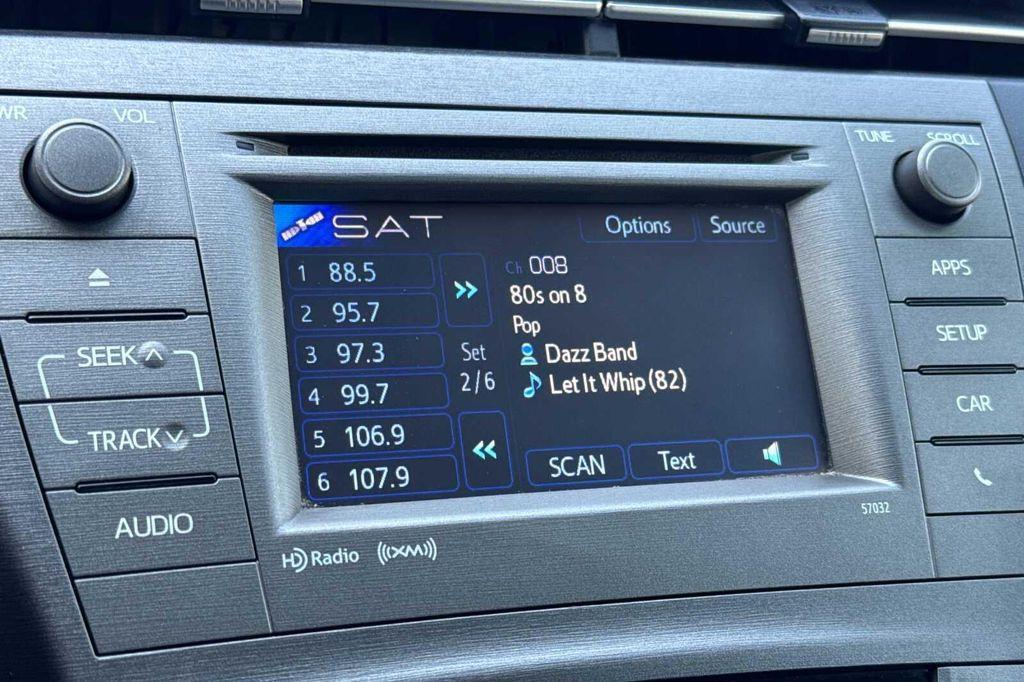 WR VOL
TUNE SCROLL
SAT
Options Source
1 88.5
2 95.7
3 97.3
4 99.7
5 106.9
6 107.9
Set
2/6
Ch 008
80s on 8
Pop
Dazz Band
Let It Whip (82)
SCAN Text
SEEK
TRACK
AUDIO
APPS
SETUP
CAR
57032
HD Radio ((XM))